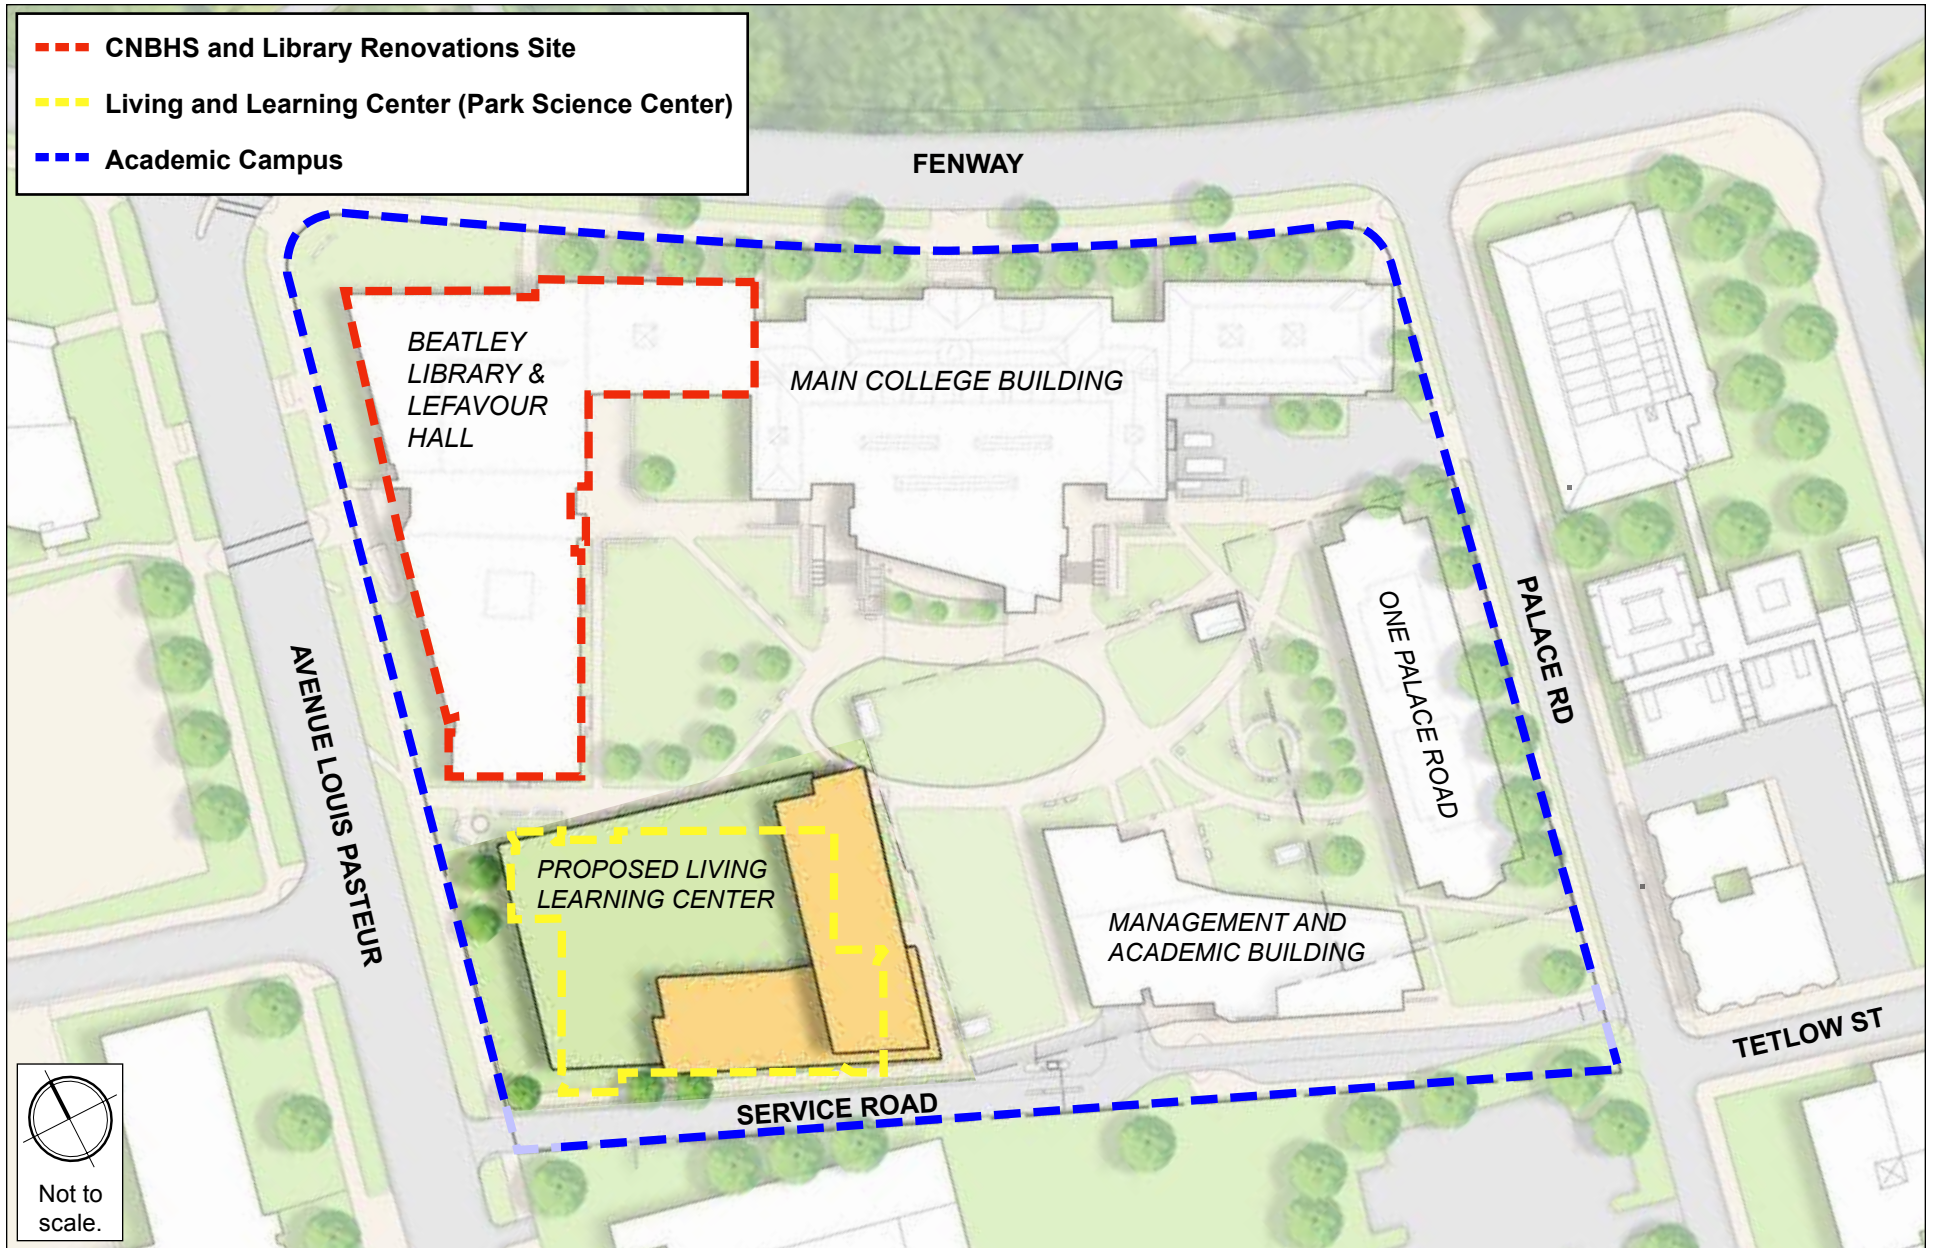 CNBHS and Library Renovations Site
Living and Learning Center (Park Science Center)
Academic Campus
FENWAY
BEATLEY
LIBRARY &
LEFAVOUR
HALL
MAIN COLLEGE BUILDING
ONE PALACE ROAD
PALACE RD
AVENUE LOUIS PASTEUR
PROPOSED LIVING
LEARNING CENTER
MANAGEMENT AND
ACADEMIC BUILDING
TETLOW ST
SERVICE ROAD
Not to
scale.